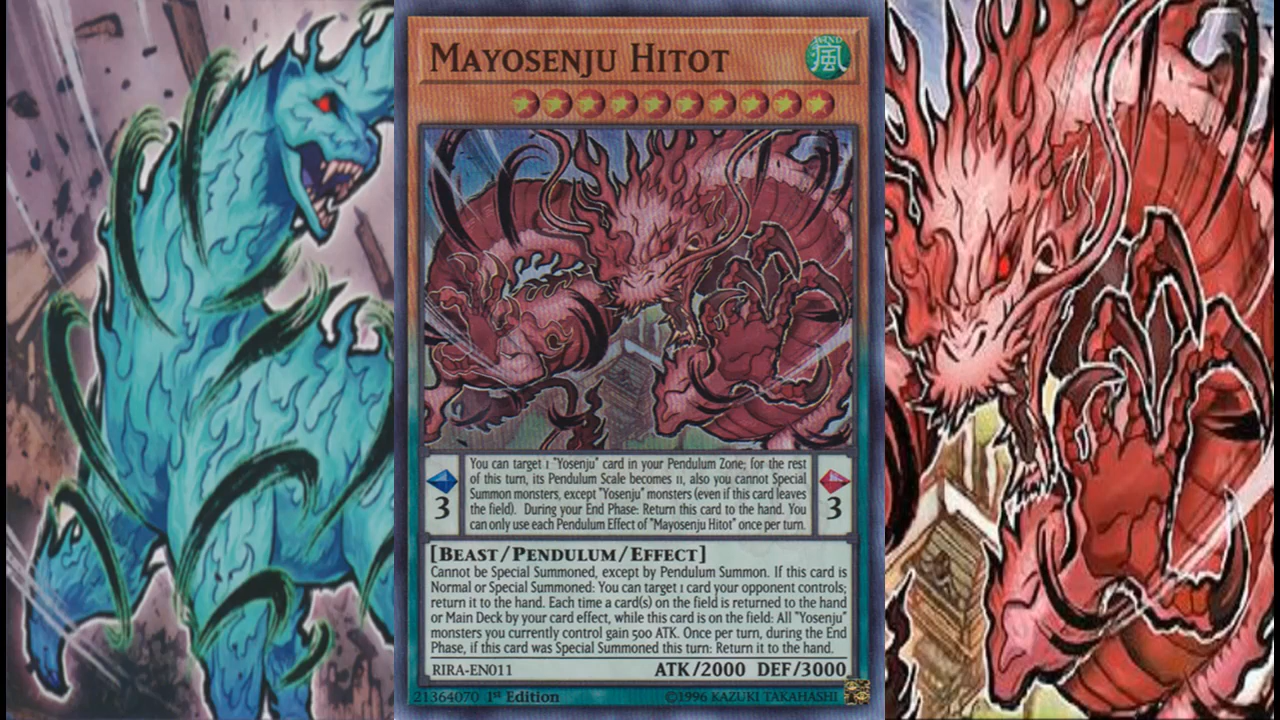 MAYOSENJU HITOT
WIND
風
You can target 1 "Yosenju" card in your Pendulum Zone; for the rest
of this turn, its Pendulum Scale becomes 11, also you cannot Special
Summon monsters, except "Yosenju" monsters (even if this card leaves
the field). During your End Phase: Return this card to the hand. You
can only use each Pendulum Effect of "Mayosenju Hitot" once per turn.
3
3
[BEAST/PENDULUM/EFFECT]
Cannot be Special Summoned, except by Pendulum Summon. If this card is
Normal or Special Summoned: You can target 1 card your opponent controls;
return it to the hand. Each time a card(s) on the field is returned to the hand
or Main Deck by your card effect, while this card is on the field: All "Yosenju"
monsters you currently control gain 500 ATK. Once per turn, during the End
Phase, if this card was Special Summoned this turn: Return it to the hand.
RIRA-EN011 ATK/2000 DEF/3000
21364070 1st Edition ©1996 KAZUKI TAKAHASHI